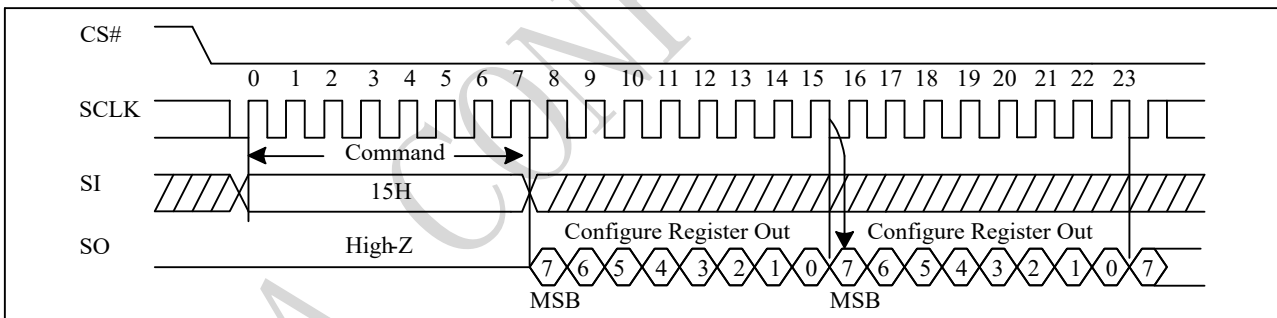 CS#
0 1 2 3 4 5 6 7 8 9 10 11 12 13 14 15 16 17 18 19 20 21 22 23
SCLK
Command
SI
15H
SO
High-Z
Configure Register Out
Configure Register Out
7 6 5 4 3 2 1 0 7 6 5 4 3 2 1 0 7
MSB
MSB